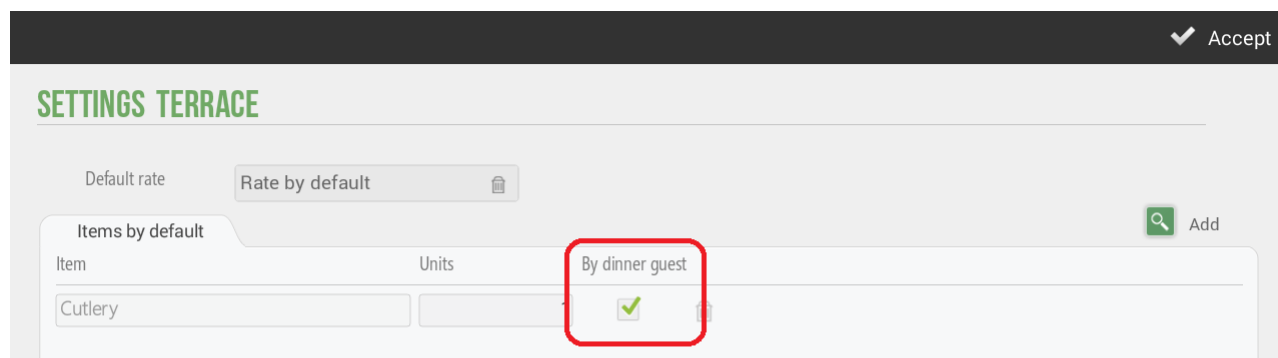 Accept
SETTINGS TERRACE
Default rate Rate by default
Items by default Add
Item Units By dinner guest
Cutlery